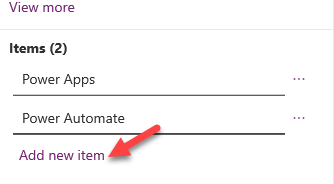 View more
Items (2)
Power Apps
Power Automate
Add new item